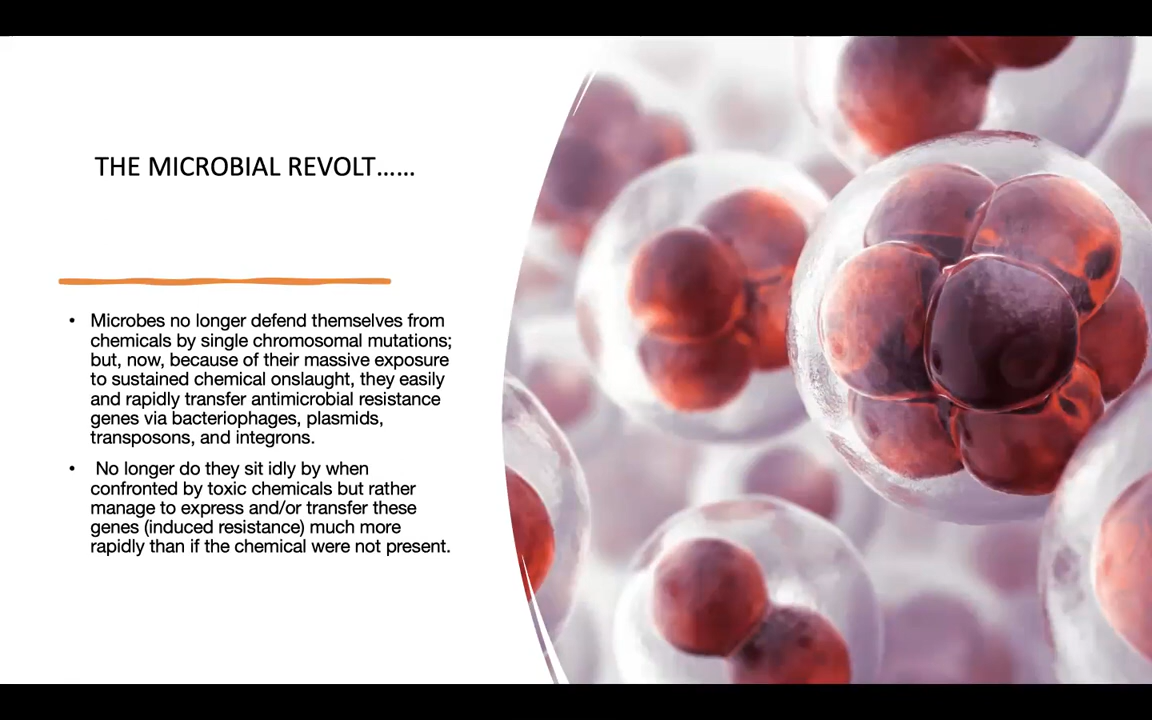 THE MICROBIAL REVOLT……
• Microbes no longer defend themselves from
chemicals by single chromosomal mutations;
but, now, because of their massive exposure
to sustained chemical onslaught, they easily
and rapidly transfer antimicrobial resistance
genes via bacteriophages, plasmids,
transposons, and integrons.
• No longer do they sit idly by when
confronted by toxic chemicals but rather
manage to express and/or transfer these
genes (induced resistance) much more
rapidly than if the chemical were not present.